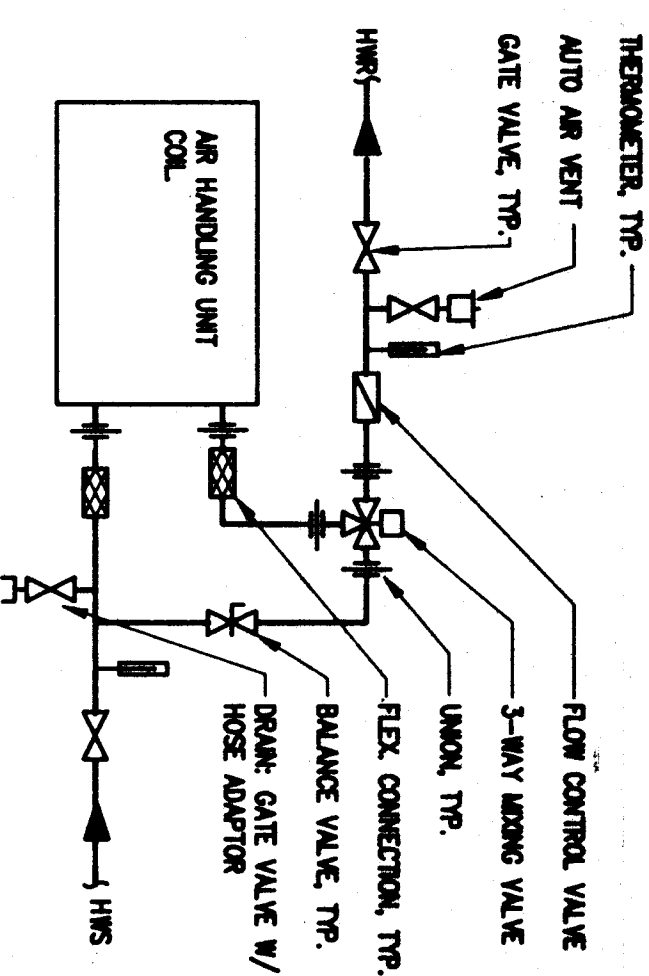 THERMOMETER, TYP.
AUTO AIR VENT
GATE VALVE, TYP.
HWR
AIR HANDLING UNIT
COIL
FLOW CONTROL VALVE
3-WAY MIXING VALVE
UNION, TYP.
FLEX. CONNECTION, TYP.
BALANCE VALVE, TYP.
DRAIN: GATE VALVE W/
HOSE ADAPTOR
HWS